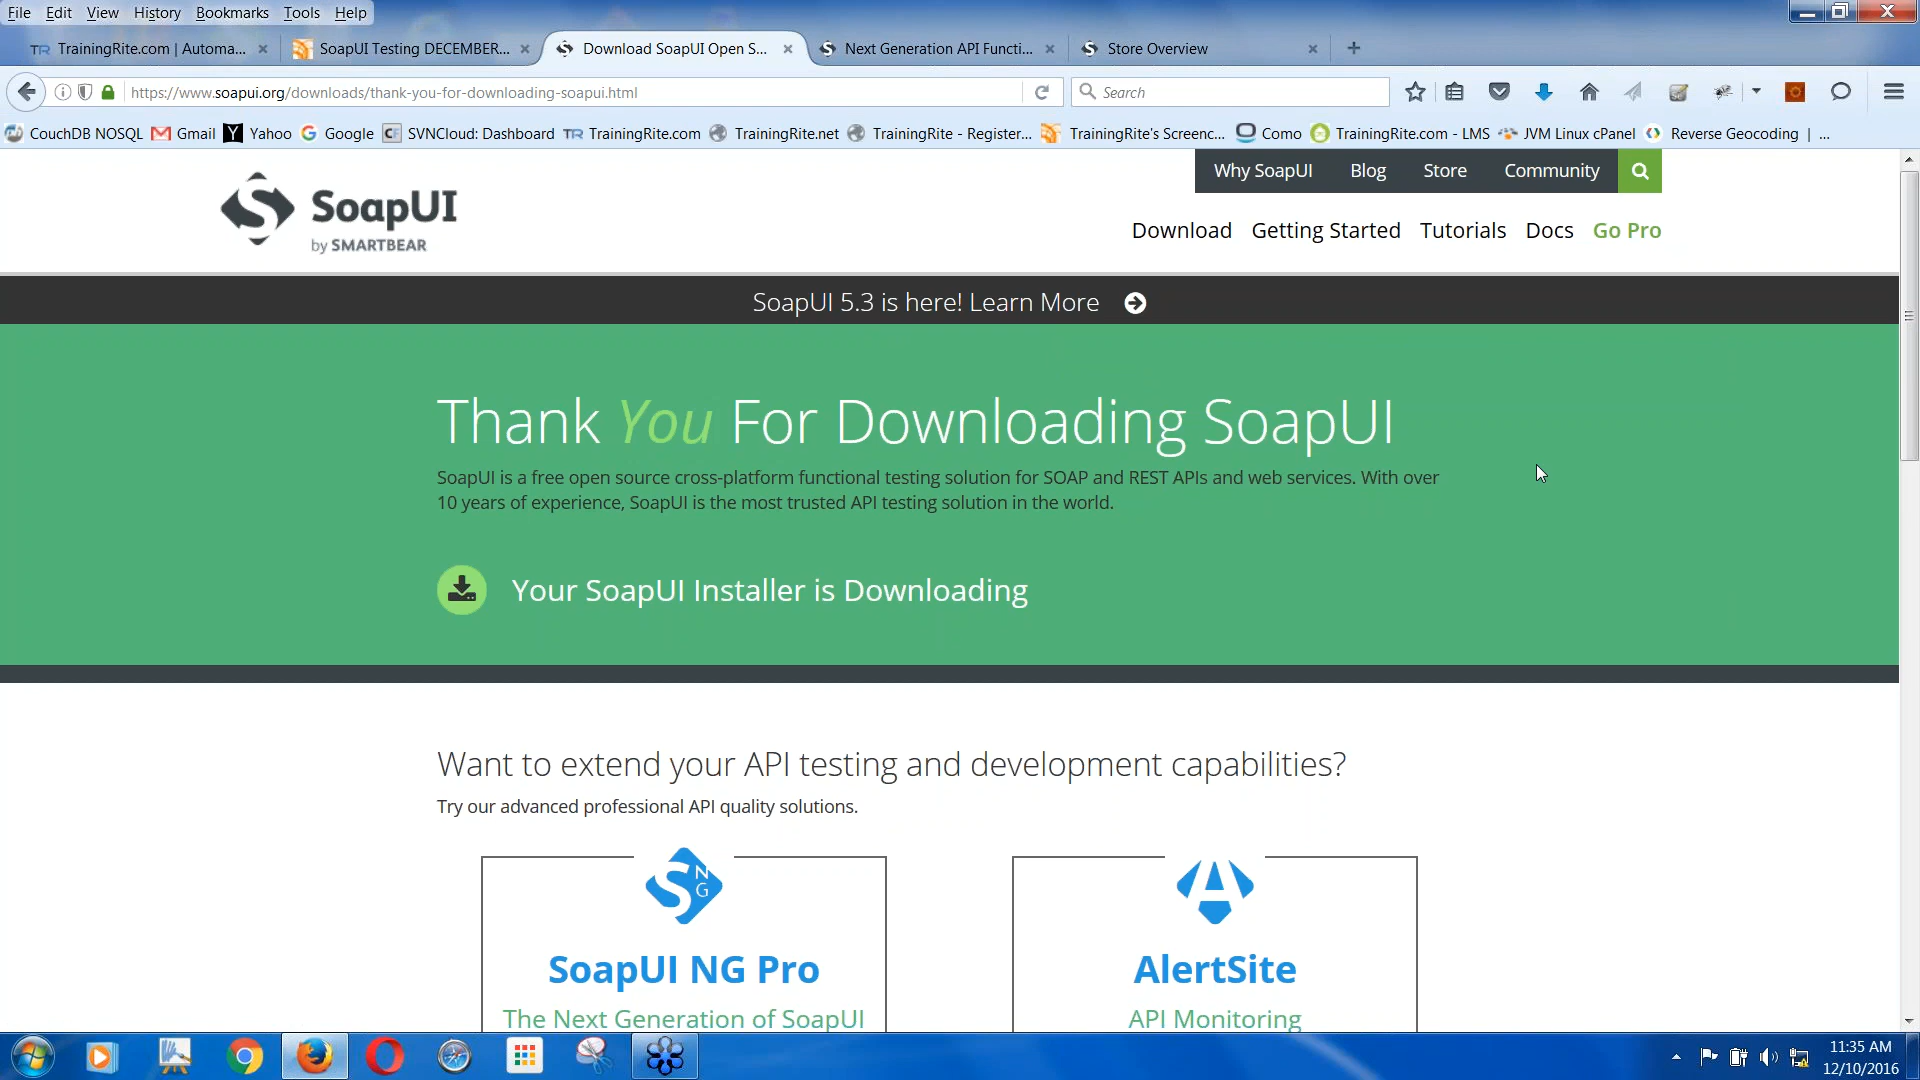 File Edit View History Bookmarks Tools Help
TR TrainingRite.com | Automa... SoapUI Testing DECEMBER... Download SoapUI Open S... Next Generation API Functi... Store Overview
https://www.soapui.org/downloads/thank-you-for-downloading-soapui.html Search
CouchDB NOSQL Gmail Yahoo Google SVNCloud: Dashboard TR TrainingRite.com TrainingRite.net TrainingRite - Register... TrainingRite's Screenc... Como TrainingRite.com - LMS JVM Linux cPanel Reverse Geocoding | ...
Why SoapUI Blog Store Community
SoapUI
by SMARTBEAR
Download Getting Started Tutorials Docs Go Pro
SoapUI 5.3 is here! Learn More
Thank You For Downloading SoapUI
SoapUI is a free open source cross-platform functional testing solution for SOAP and REST APIs and web services. With over
10 years of experience, SoapUI is the most trusted API testing solution in the world.
Your SoapUI Installer is Downloading
Want to extend your API testing and development capabilities?
Try our advanced professional API quality solutions.
NG
SoapUI NG Pro AlertSite
The Next Generation of SoapUI API Monitoring
11:35 AM
12/10/2016